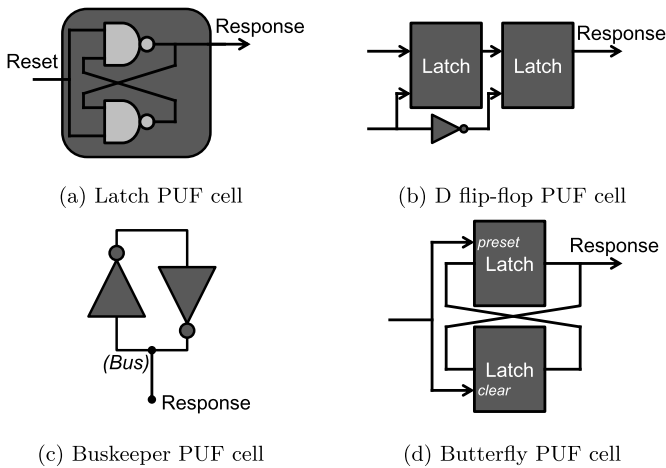 Response
Reset
(a) Latch PUF cell
Response
Latch
Latch
(b) D flip-flop PUF cell
(Bus)
Response
(c) Buskeeper PUF cell
preset
Response
Latch
Latch
clear
(d) Butterfly PUF cell